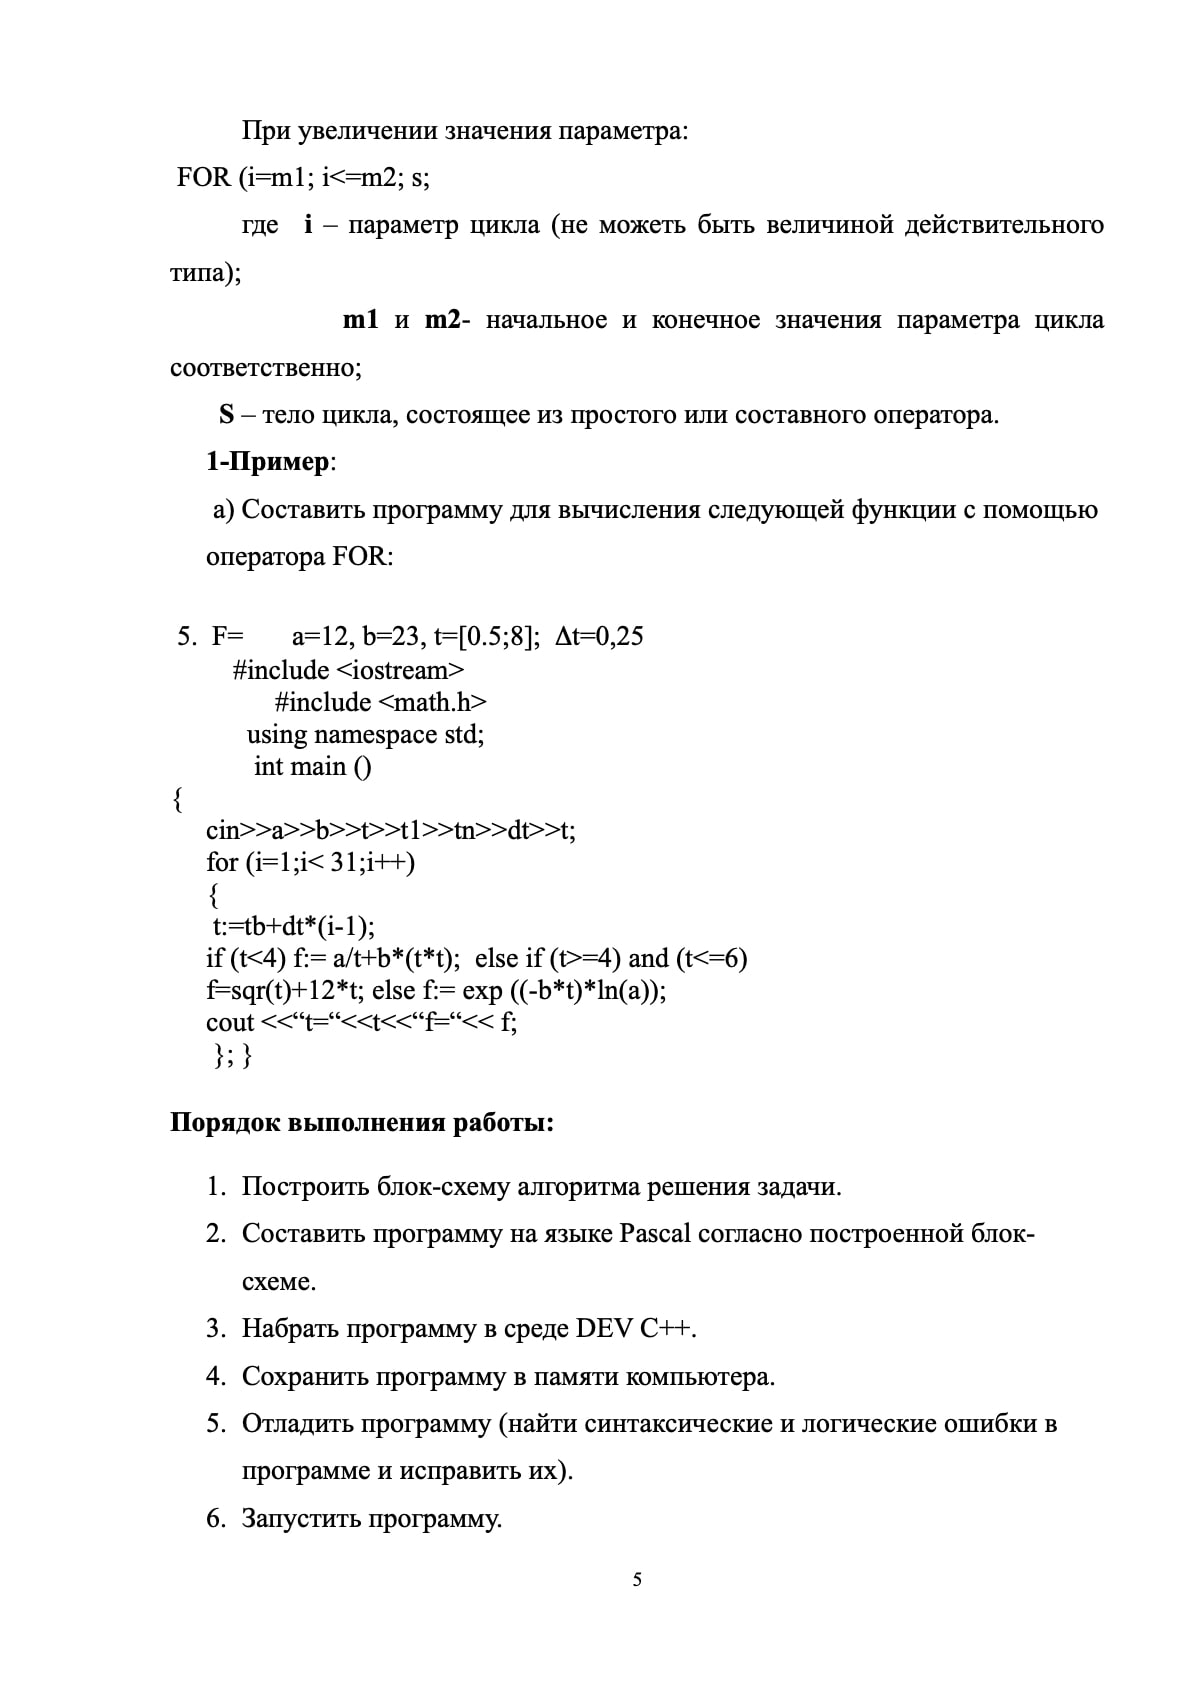 При увеличении значения параметра:
FOR (i=m1; i<=m2; s;
где i – параметр цикла (не можеть быть величиной действительного
типа);
m1 и m2- начальное и конечное значения параметра цикла
соответственно;
S – тело цикла, состоящее из простого или составного оператора.
1-Пример:
а) Составить программу для вычисления следующей функции с помощью
оператора FOR:
5. F= a=12, b=23, t=[0.5;8]; Δt=0,25
#include <iostream>
#include <math.h>
using namespace std;
int main ()
{
cin>>a>>b>>t>>t1>>tn>>dt>>t;
for (i=1;i< 31;i++)
{
t:=tb+dt*(i-1);
if (t<4) f:= a/t+b*(t*t); else if (t>=4) and (t<=6)
f=sqr(t)+12*t; else f:= exp ((-b*t)*ln(a));
cout <<“t=“<<t<<“f=“<< f;
}; }
Порядок выполнения работы:
1. Построить блок-схему алгоритма решения задачи.
2. Составить программу на языке Pascal согласно построенной блок-
схеме.
3. Набрать программу в среде DEV C++.
4. Сохранить программу в памяти компьютера.
5. Отладить программу (найти синтаксические и логические ошибки в
программе и исправить их).
6. Запустить программу.
5